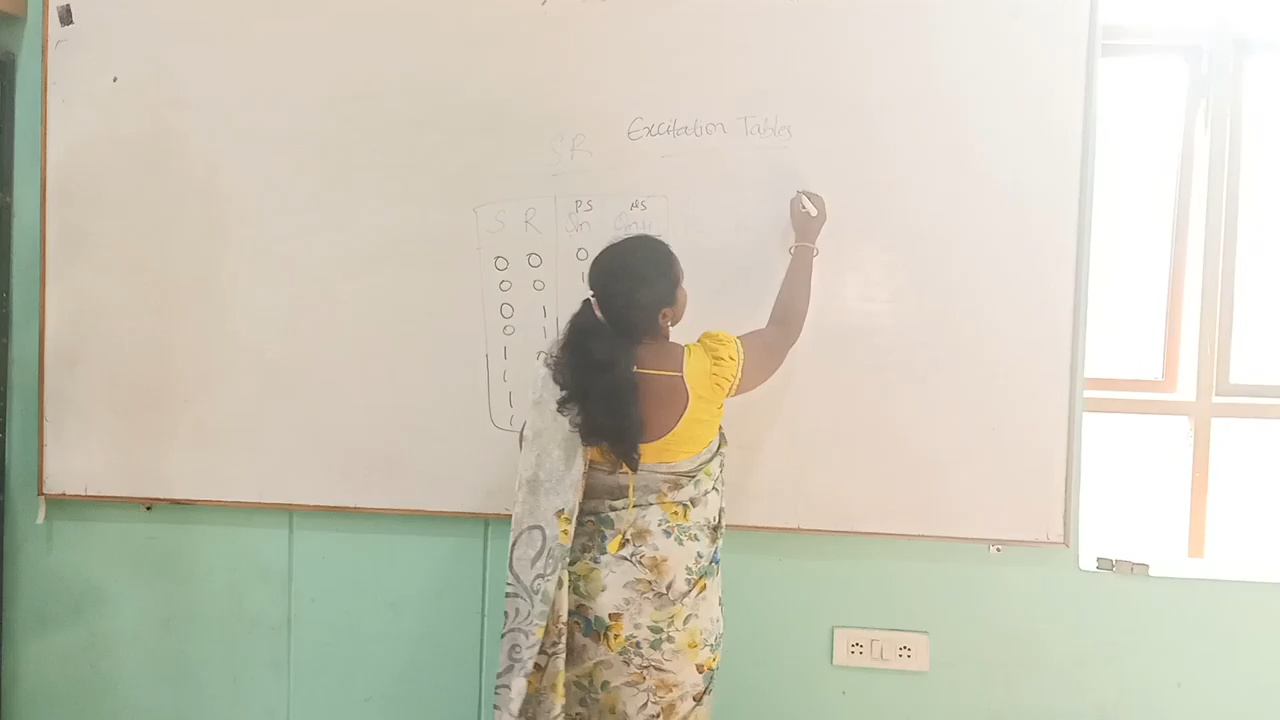 Excitation Tables
SR
PS NS
S R Sn Qn+1
0 0 0
0 0 1
0 1
0 1
1
1
1
1